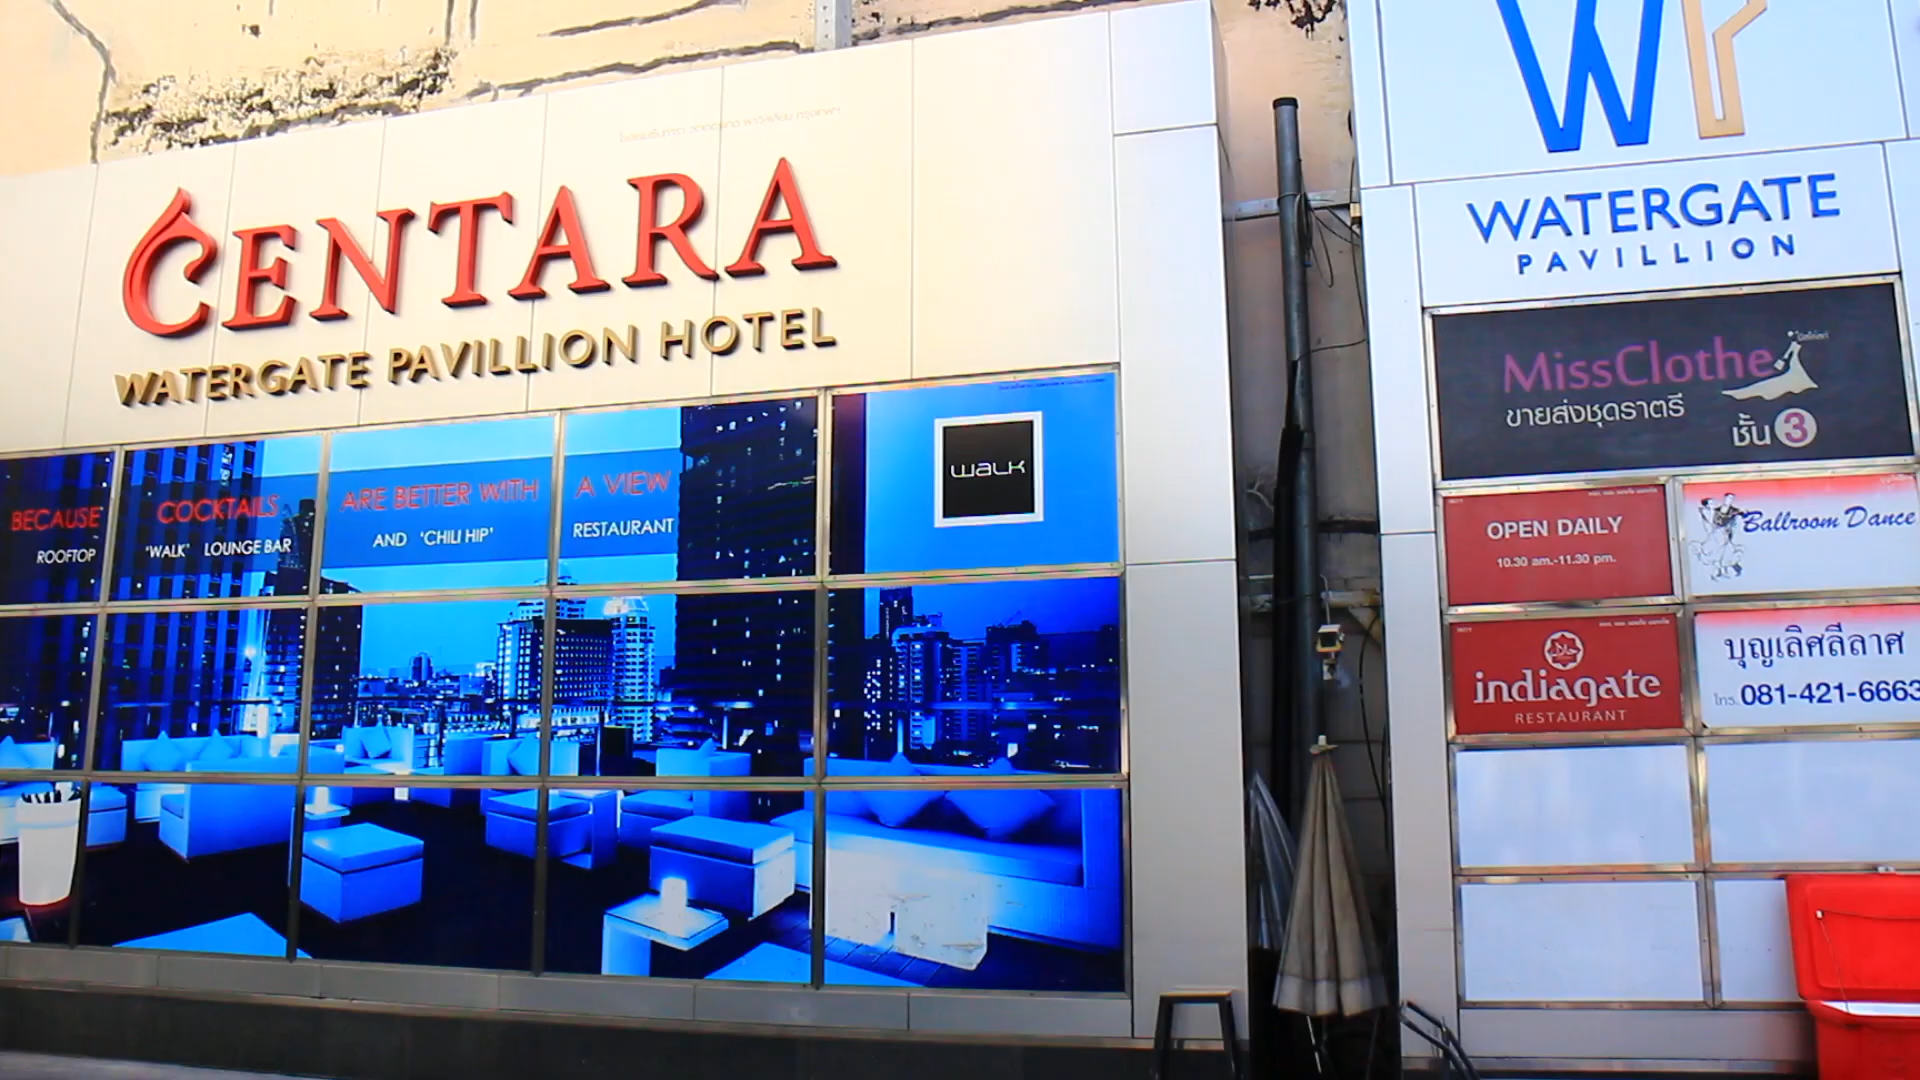 CENTARA
WATERGATE PAVILLION HOTEL
BECAUSE COCKTAILS ARE BETTER WITH A VIEW
ROOFTOP 'WALK' LOUNGE BAR AND 'CHILI HIP' RESTAURANT
walk
WP
WATERGATE
PAVILLION
MissClothe
ขายส่งชุดราตรี
ชั้น 3
OPEN DAILY
10.30 am.-11.30 pm.
Ballroom Dance
indiagate
RESTAURANT
บุญเลิศลีลาศ
โทร. 081-421-6663